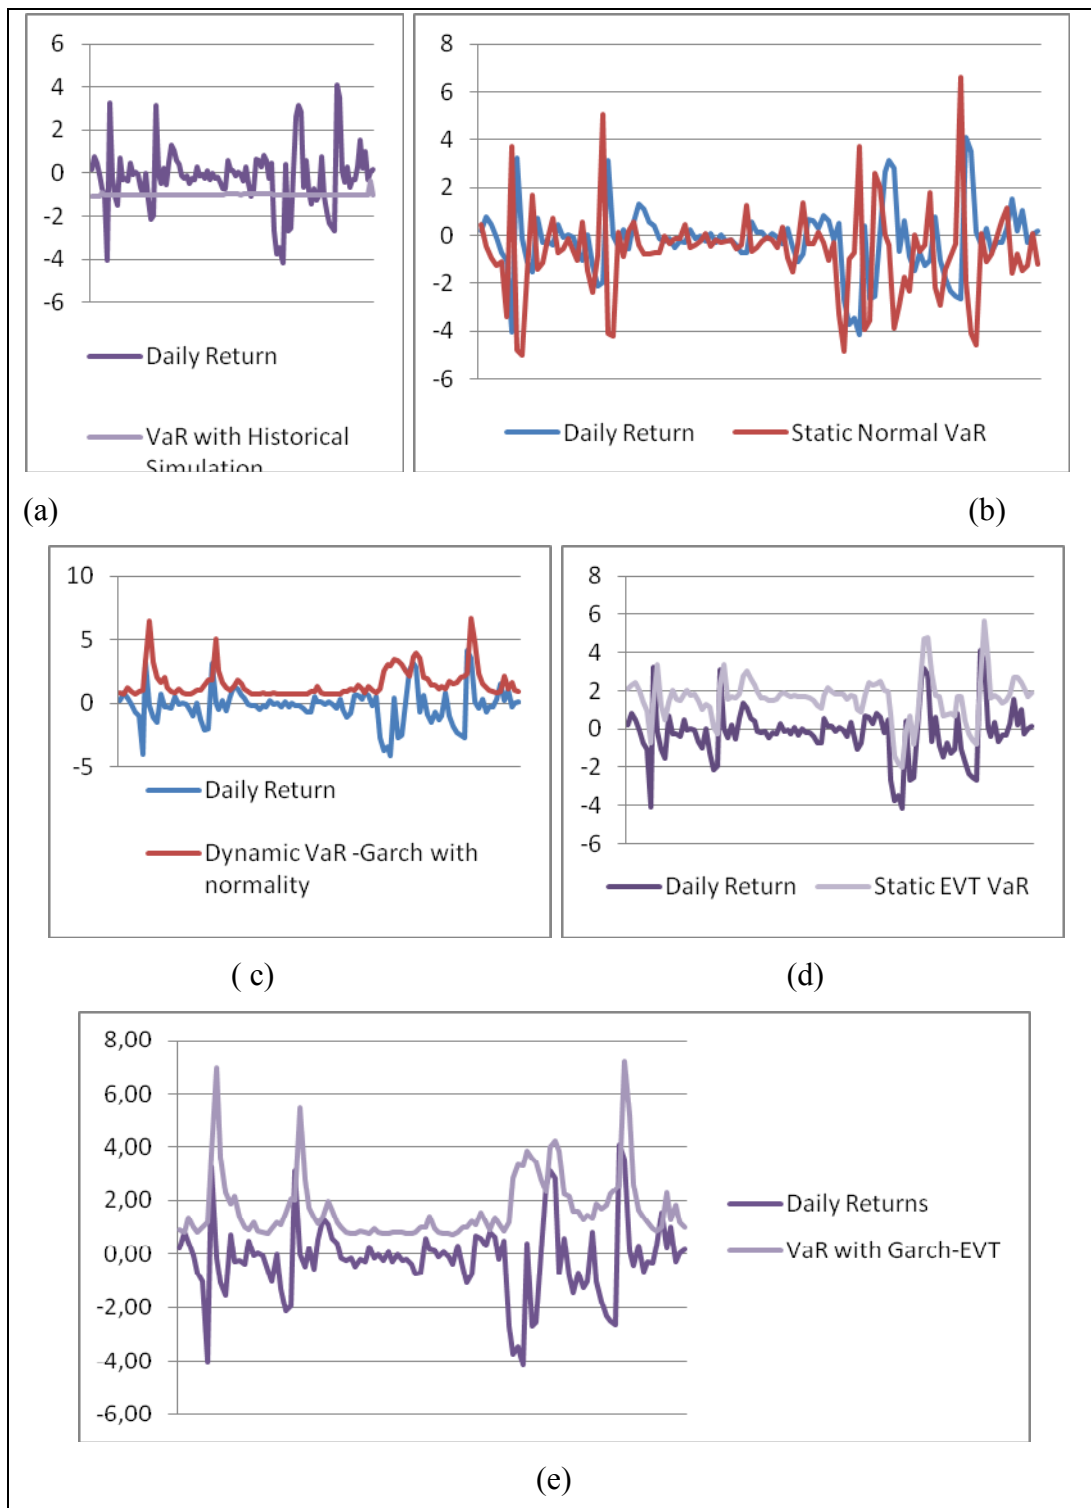 6
4
2
0
-2
-4
-6
Daily Return
VaR with Historical
Simulation
8
6
4
2
0
-2
-4
-6
Daily Return Static Normal VaR
(a) (b)
10
5
0
-5
Daily Return
Dynamic VaR -Garch with
normality
8
6
4
2
0
-2
-4
-6
Daily Return Static EVT VaR
( c) (d)
8,00
6,00
4,00
2,00
0,00
-2,00
-4,00
-6,00
Daily Returns
VaR with Garch-EVT
(e)